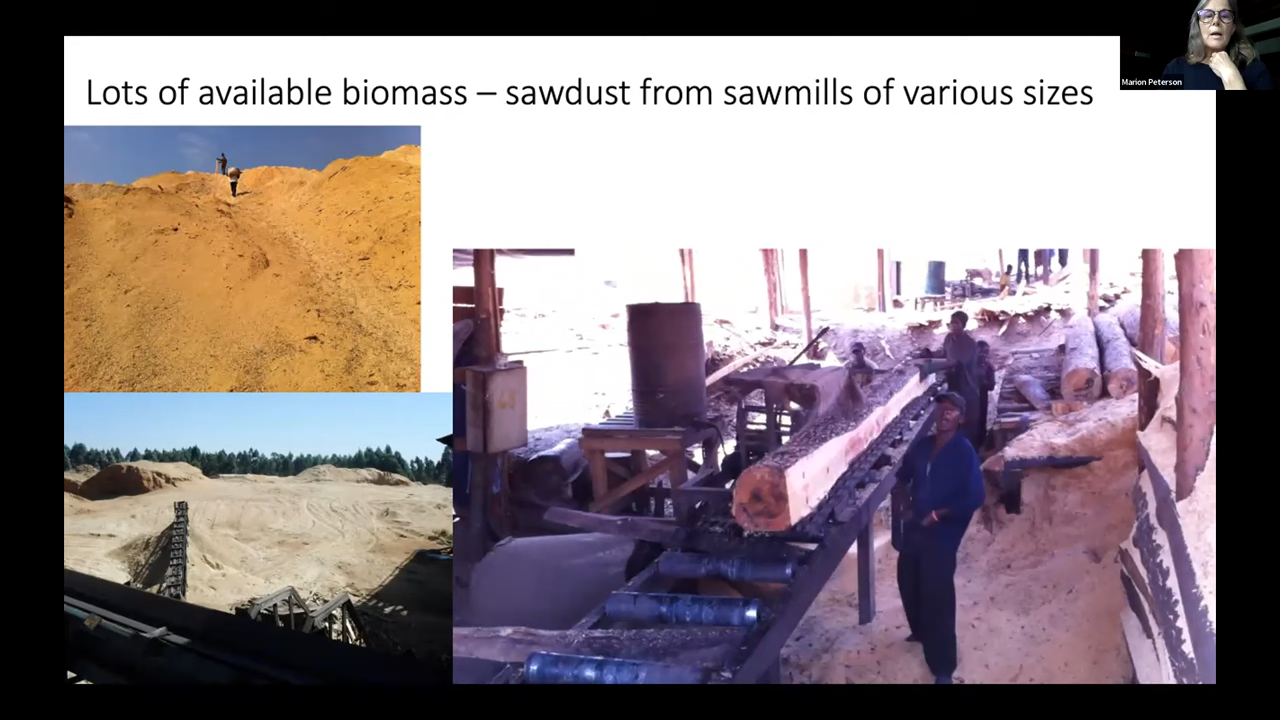 Marion Peterson
Lots of available biomass – sawdust from sawmills of various sizes